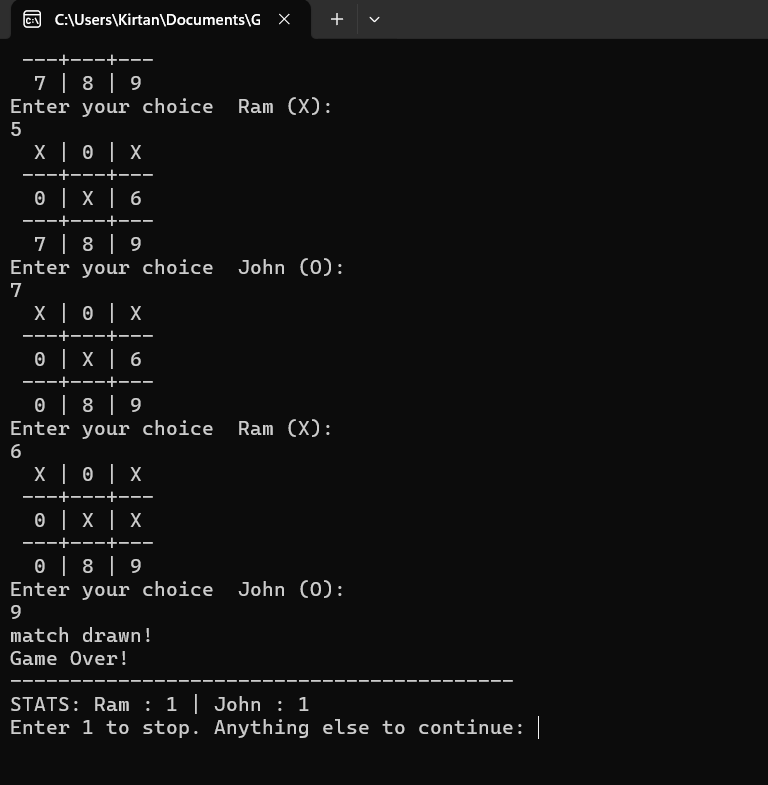 C:\Users\Kirtan\Documents\G
---+---+---
7 | 8 | 9
Enter your choice  Ram (X):
5
X | 0 | X
---+---+---
0 | X | 6
---+---+---
7 | 8 | 9
Enter your choice  John (O):
7
X | 0 | X
---+---+---
0 | X | 6
---+---+---
0 | 8 | 9
Enter your choice  Ram (X):
6
X | 0 | X
---+---+---
0 | X | X
---+---+---
0 | 8 | 9
Enter your choice  John (O):
9
match drawn!
Game Over!
------------------------------------------
STATS: Ram : 1 | John : 1
Enter 1 to stop. Anything else to continue: